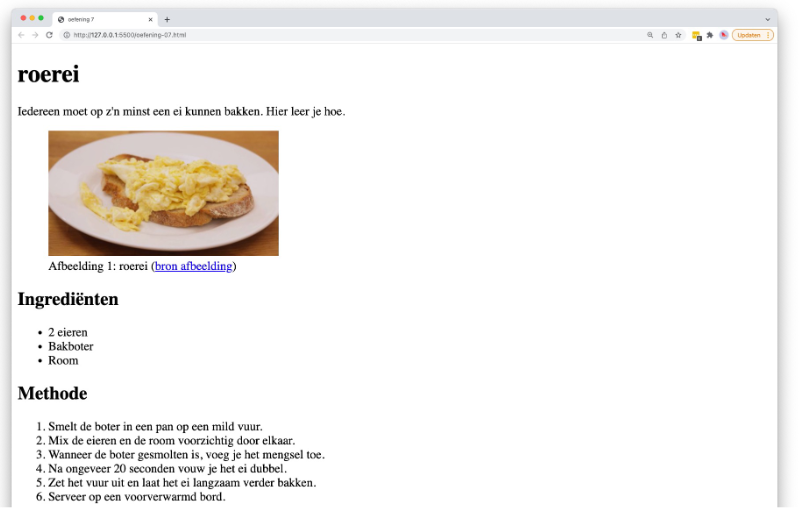 oefening 7
http://127.0.0.1:5500/oefening-07.html
Updaten
roerei
Iedereen moet op z'n minst een ei kunnen bakken. Hier leer je hoe.
Afbeelding 1: roerei (bron afbeelding)
Ingrediënten
• 2 eieren
• Bakboter
• Room
Methode
1. Smelt de boter in een pan op een mild vuur.
2. Mix de eieren en de room voorzichtig door elkaar.
3. Wanneer de boter gesmolten is, voeg je het mengsel toe.
4. Na ongeveer 20 seconden vouw je het ei dubbel.
5. Zet het vuur uit en laat het ei langzaam verder bakken.
6. Serveer op een voorverwarmd bord.